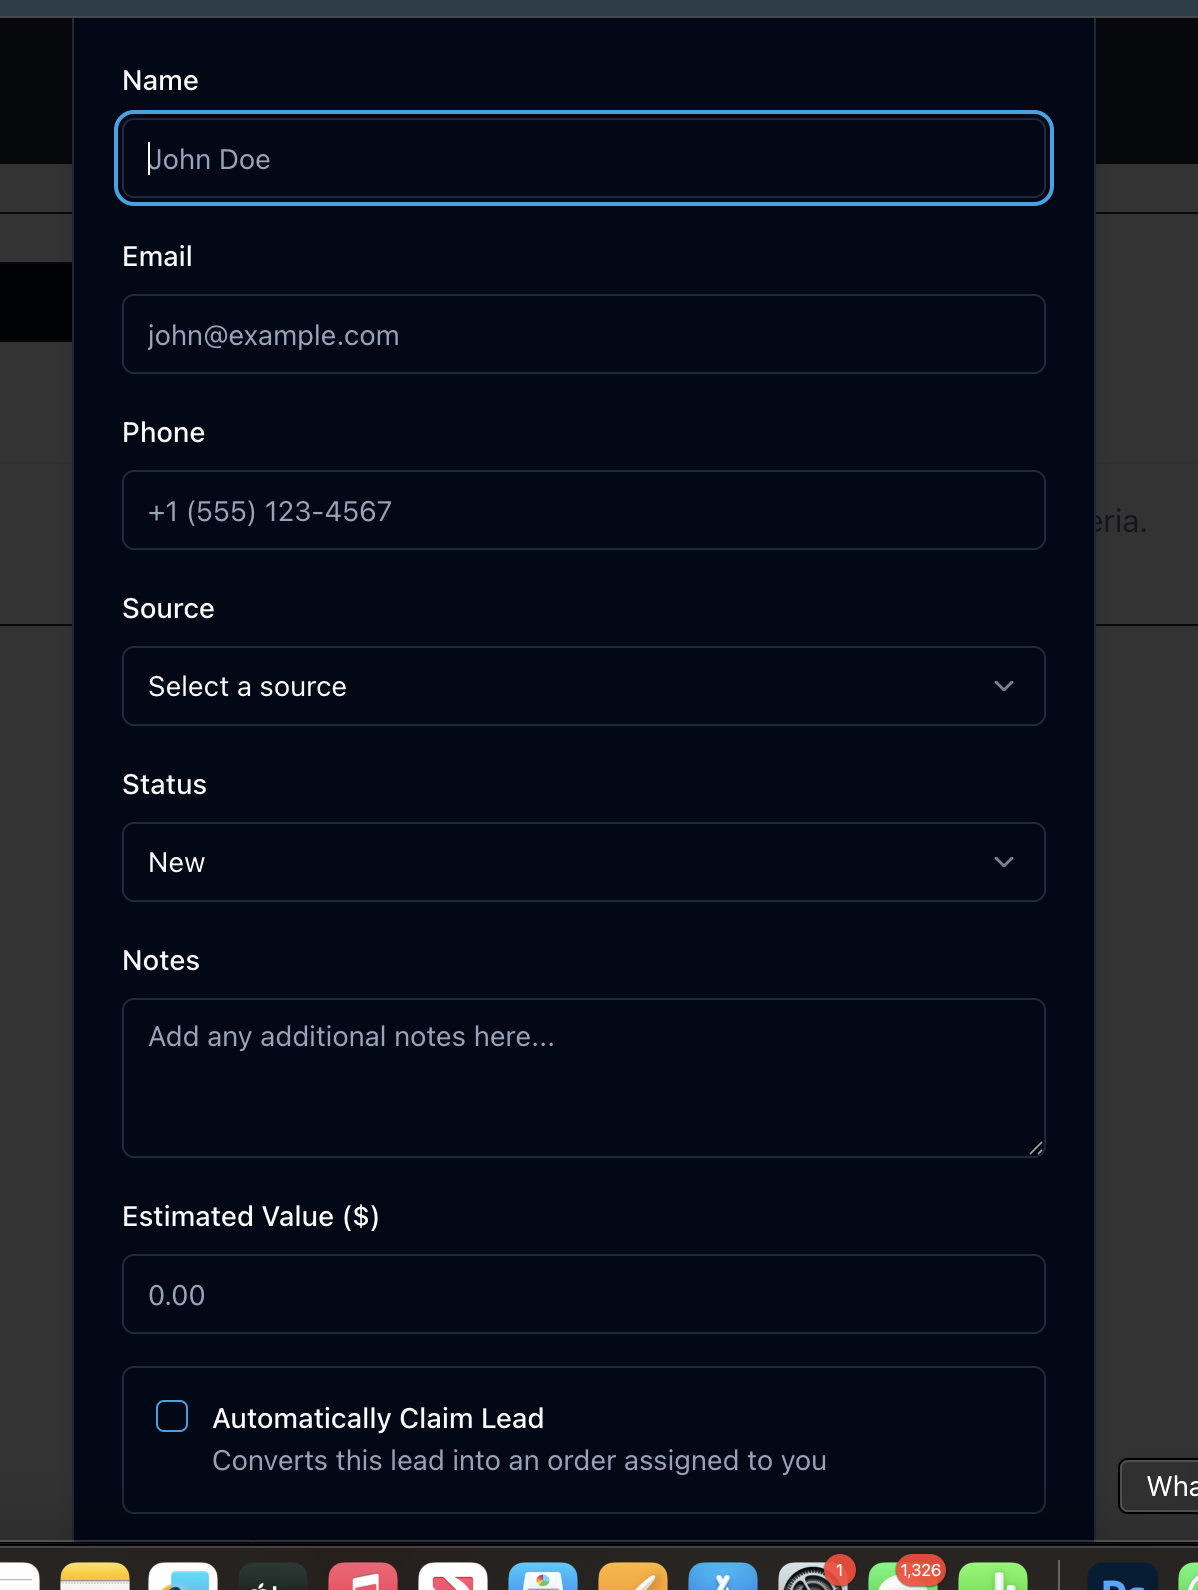 Name
John Doe
Email
john@example.com
Phone
+1 (555) 123-4567
eria.
Source
Select a source
Status
New
Notes
Add any additional notes here...
Estimated Value ($)
0.00
Automatically Claim Lead
Converts this lead into an order assigned to you
Wha
1
1,326